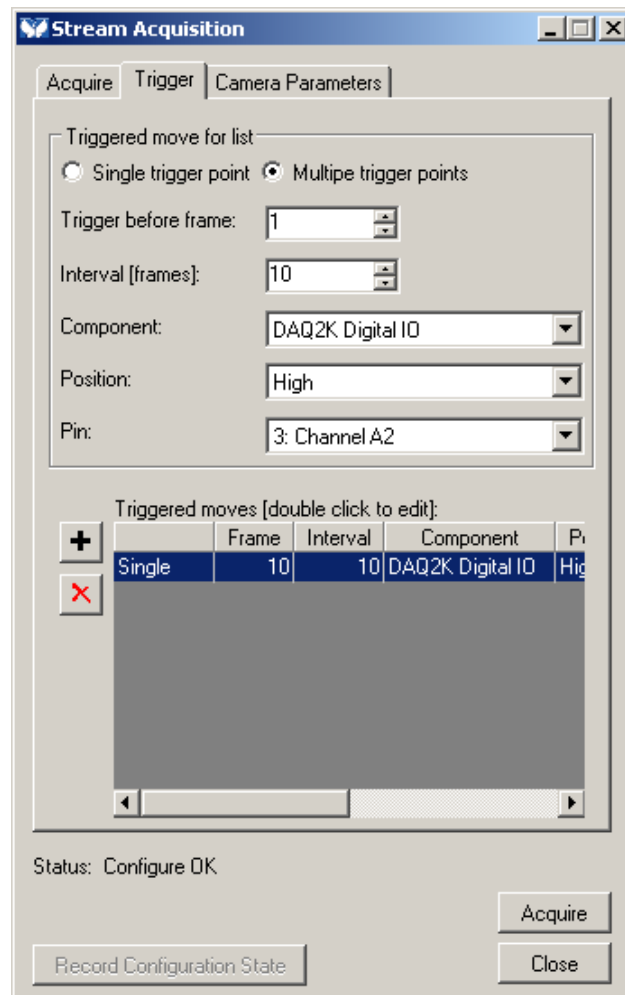 Stream Acquisition
Acquire Trigger Camera Parameters
Triggered move for list
Single trigger point Multipe trigger points
Trigger before frame: 1
Interval [frames]: 10
Component: DAQ2K Digital IO
Position: High
Pin: 3: Channel A2
Triggered moves [double click to edit]:
Frame Interval Component
Single 10 10 DAQ2K Digital IO
Status: Configure OK
Acquire
Record Configuration State Close